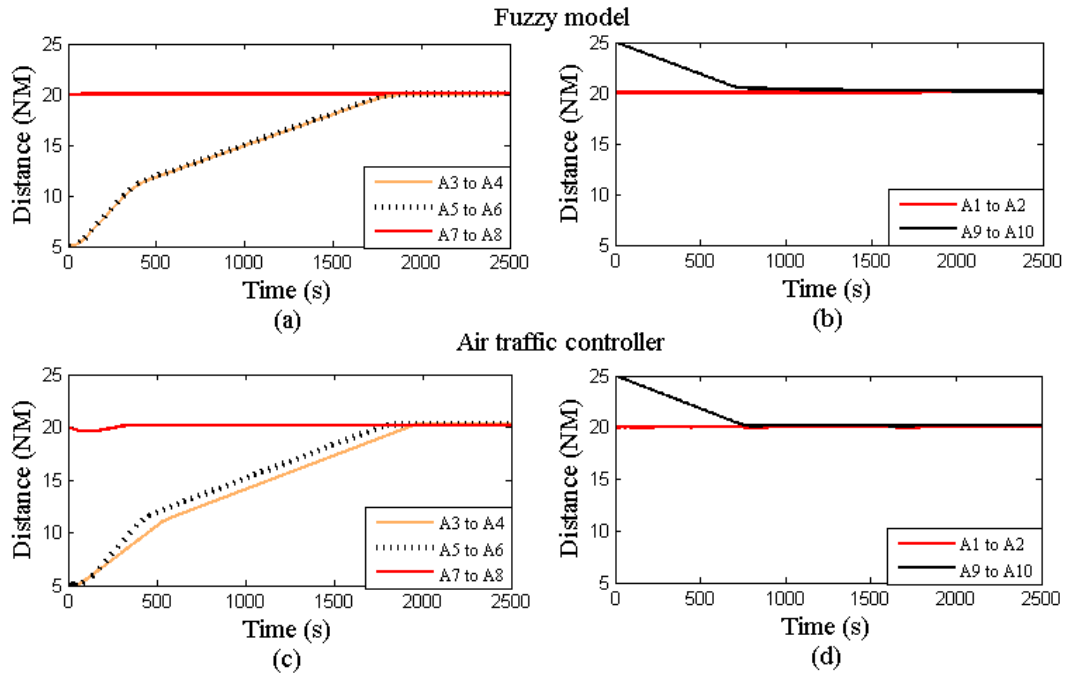 Fuzzy model
Distance (NM)
25
20
15
10
5
0 500 1000 1500 2000 2500
Time (s)
(a)
A3 to A4
A5 to A6
A7 to A8
Distance (NM)
25
20
15
10
5
0 500 1000 1500 2000 2500
Time (s)
(b)
A1 to A2
A9 to A10
Air traffic controller
Distance (NM)
25
20
15
10
5
0 500 1000 1500 2000 2500
Time (s)
(c)
A3 to A4
A5 to A6
A7 to A8
Distance (NM)
25
20
15
10
5
0 500 1000 1500 2000 2500
Time (s)
(d)
A1 to A2
A9 to A10